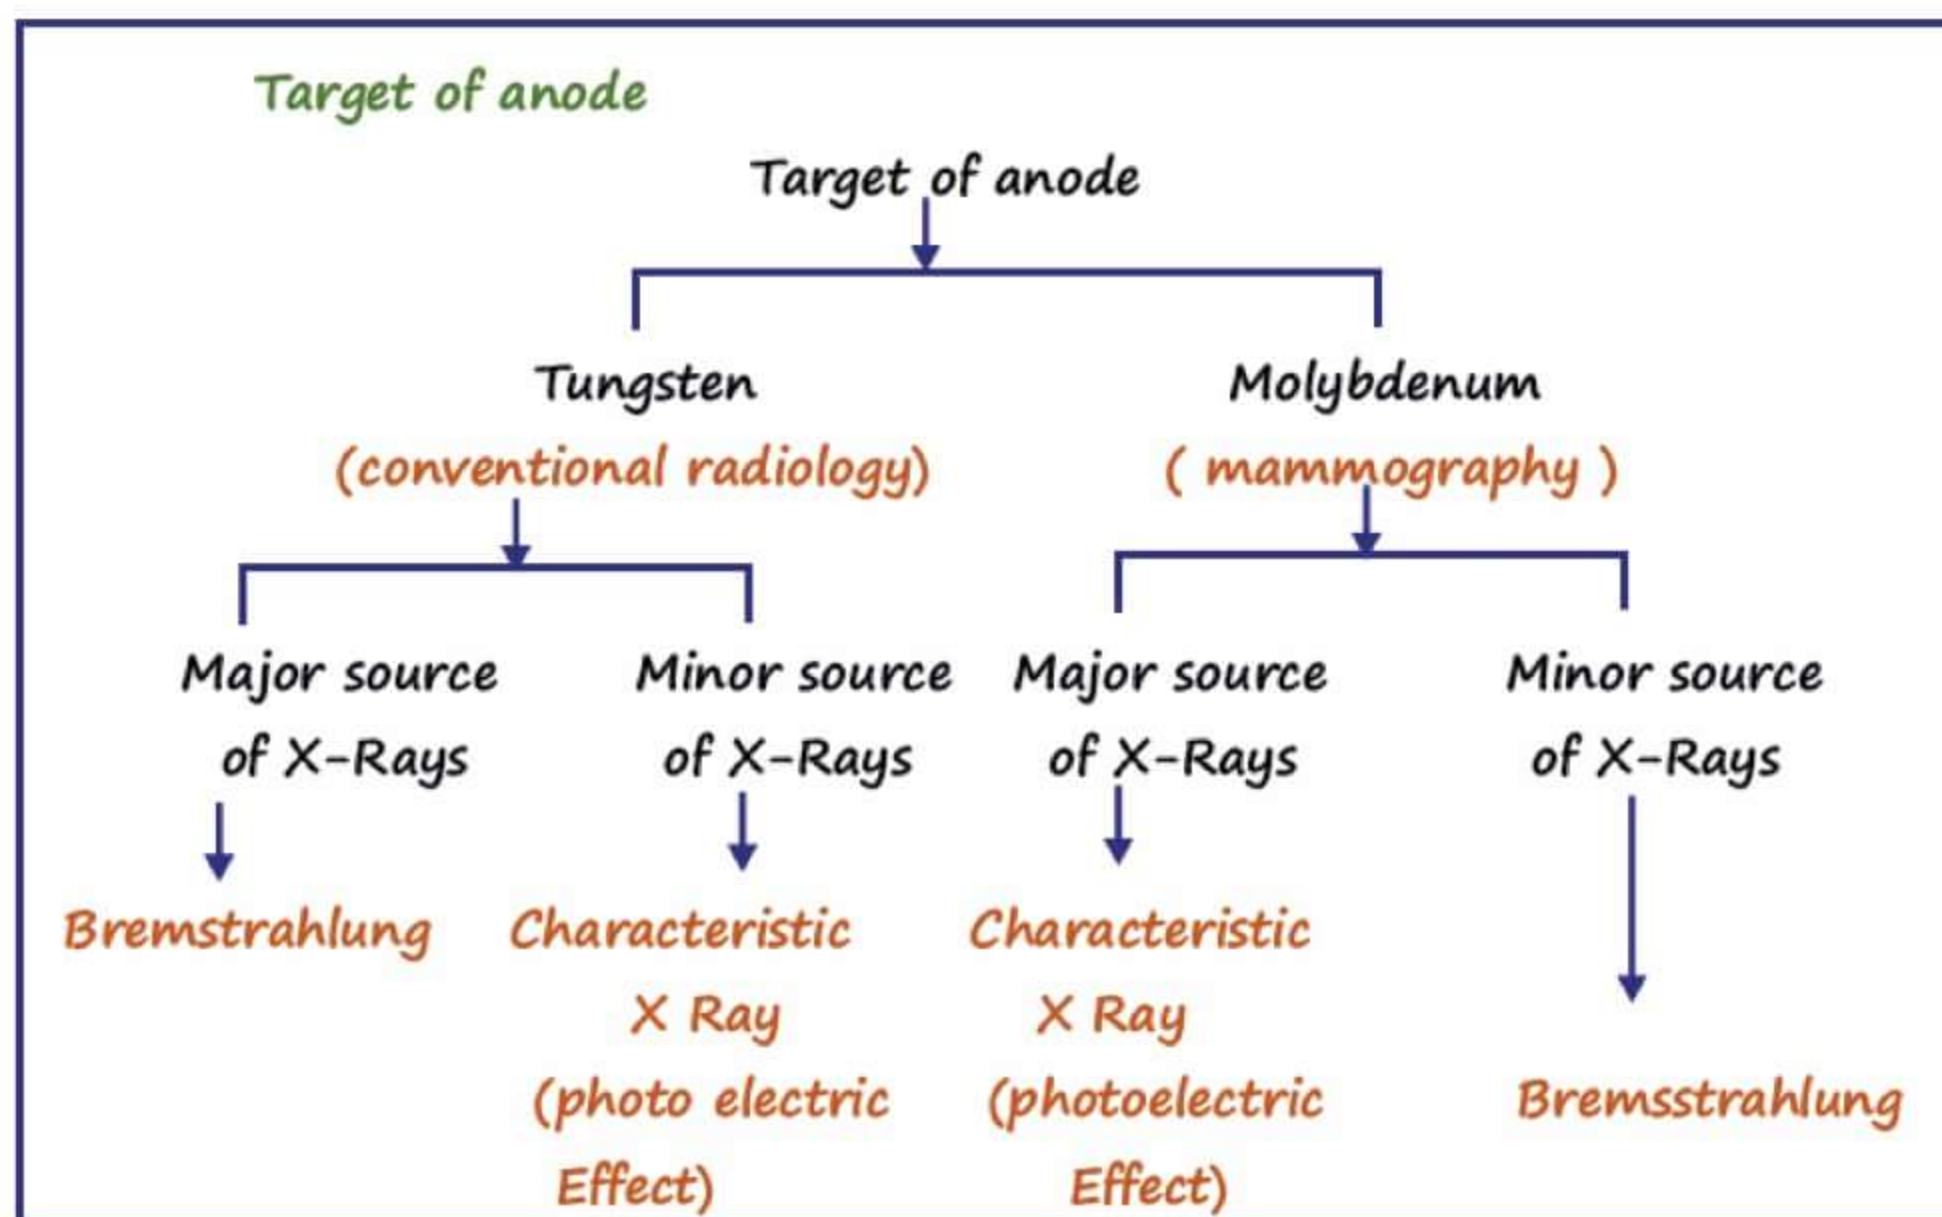 Target of anode
Target of anode
Tungsten
(conventional radiology)
Molybdenum
( mammography )
Major source
of X-Rays
Minor source
of X-Rays
Major source
of X-Rays
Minor source
of X-Rays
Bremstrahlung
Characteristic
X Ray
(photo electric
Effect)
Characteristic
X Ray
(photoelectric
Effect)
Bremsstrahlung